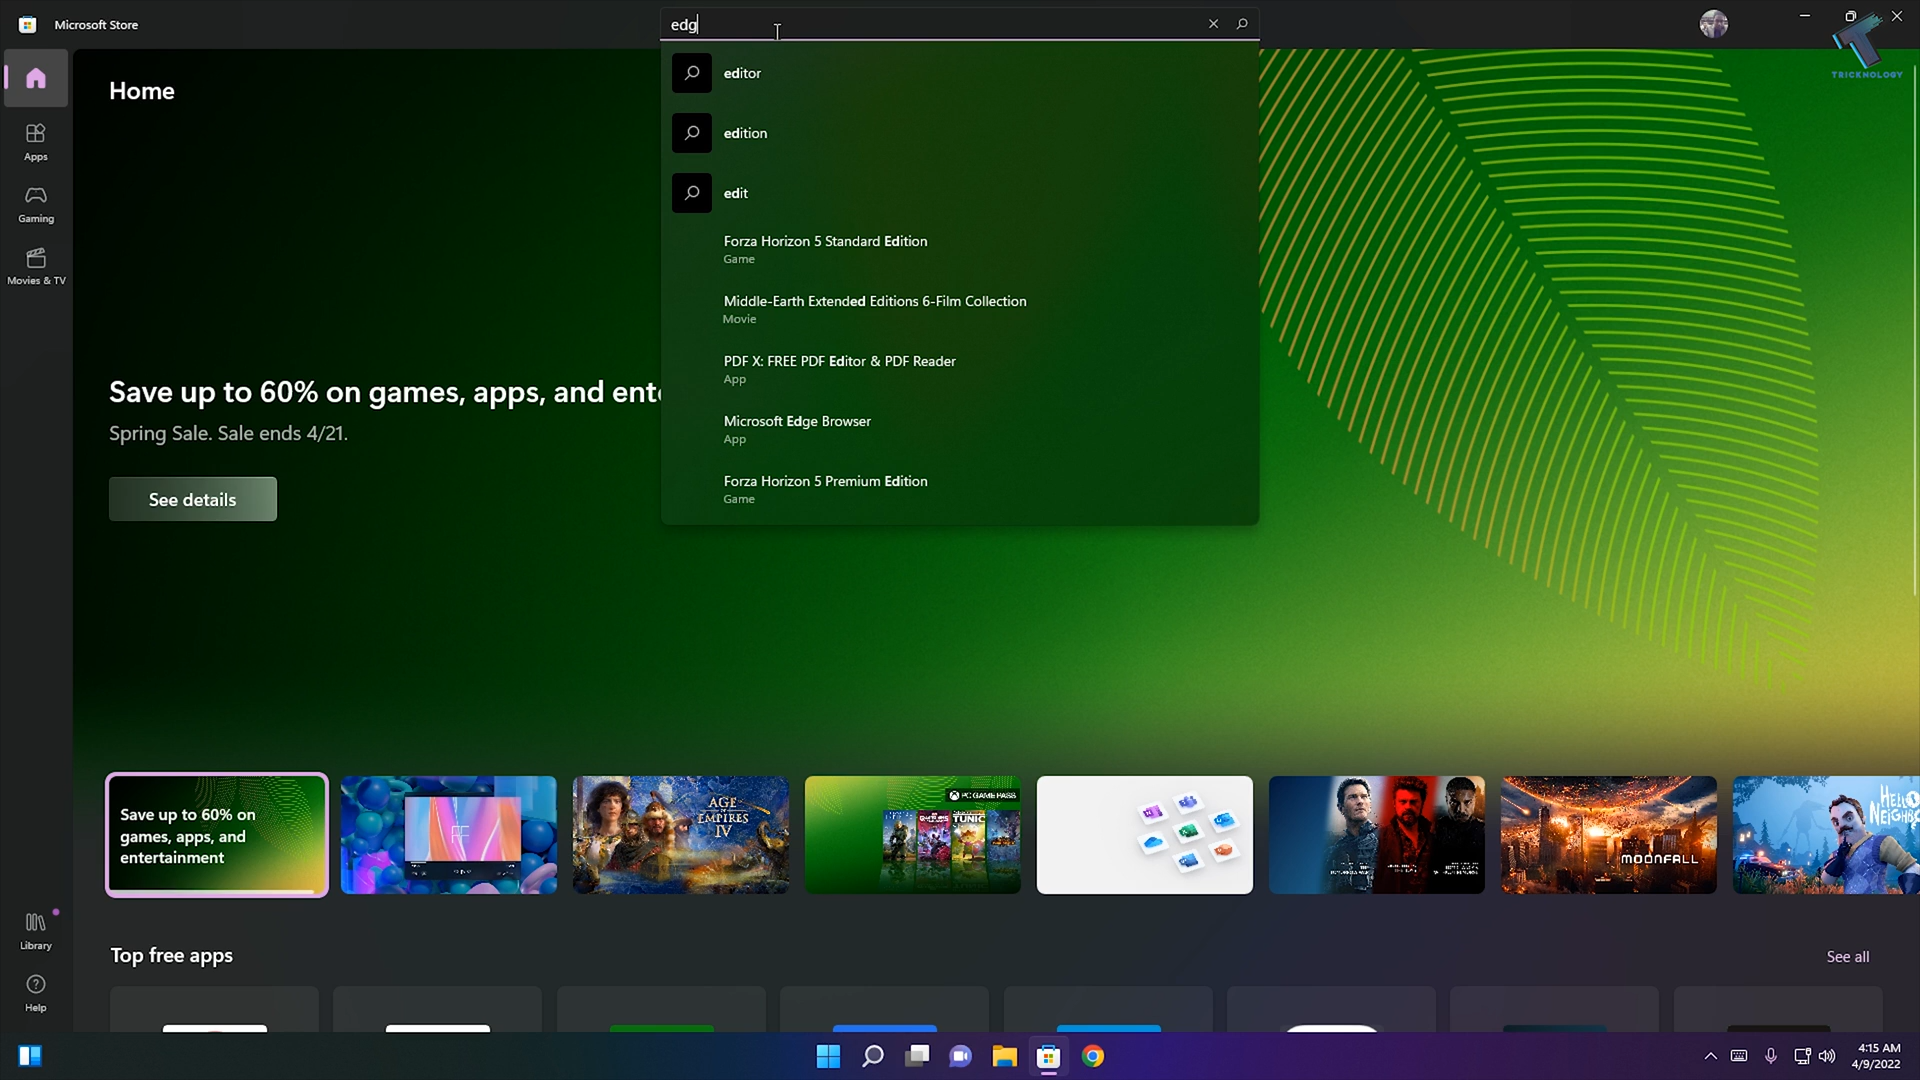 Microsoft Store
edg
TRICKNOLOGY
Home
Apps
Gaming
Movies & TV
editor
edition
edit
Forza Horizon 5 Standard Edition
Game
Middle-Earth Extended Editions 6-Film Collection
Movie
PDF X: FREE PDF Editor & PDF Reader
App
Microsoft Edge Browser
App
Forza Horizon 5 Premium Edition
Game
Save up to 60% on games, apps, and ente
Spring Sale. Sale ends 4/21.
See details
Save up to 60% on
games, apps, and
entertainment
AGE
OF
EMPIRES
IV
PC GAME PASS
TUNIC
MOONFALL
HELLO
NEIGHBOR
Library
Help
Top free apps
See all
4:15 AM
4/9/2022